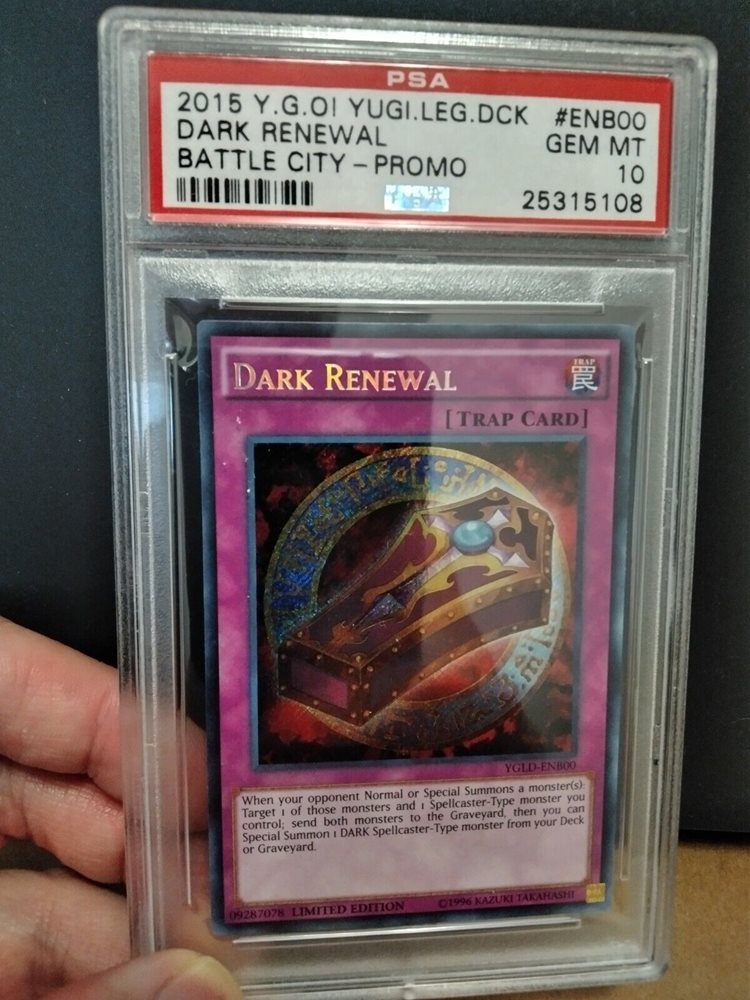 PSA
2015 Y.G.O! YUGI.LEG.DCK #ENB00
DARK RENEWAL GEM MT
BATTLE CITY-PROMO 10
25315108
DARK RENEWAL
TRAP
罠
[TRAP CARD]
YGLD-ENB00
When your opponent Normal or Special Summons a monster(s):
Target 1 of those monsters and 1 Spellcaster-Type monster you
control; send both monsters to the Graveyard, then you can
Special Summon 1 DARK Spellcaster-Type monster from your Deck
or Graveyard.
09287078 LIMITED EDITION ©1996 KAZUKI TAKAHASHI